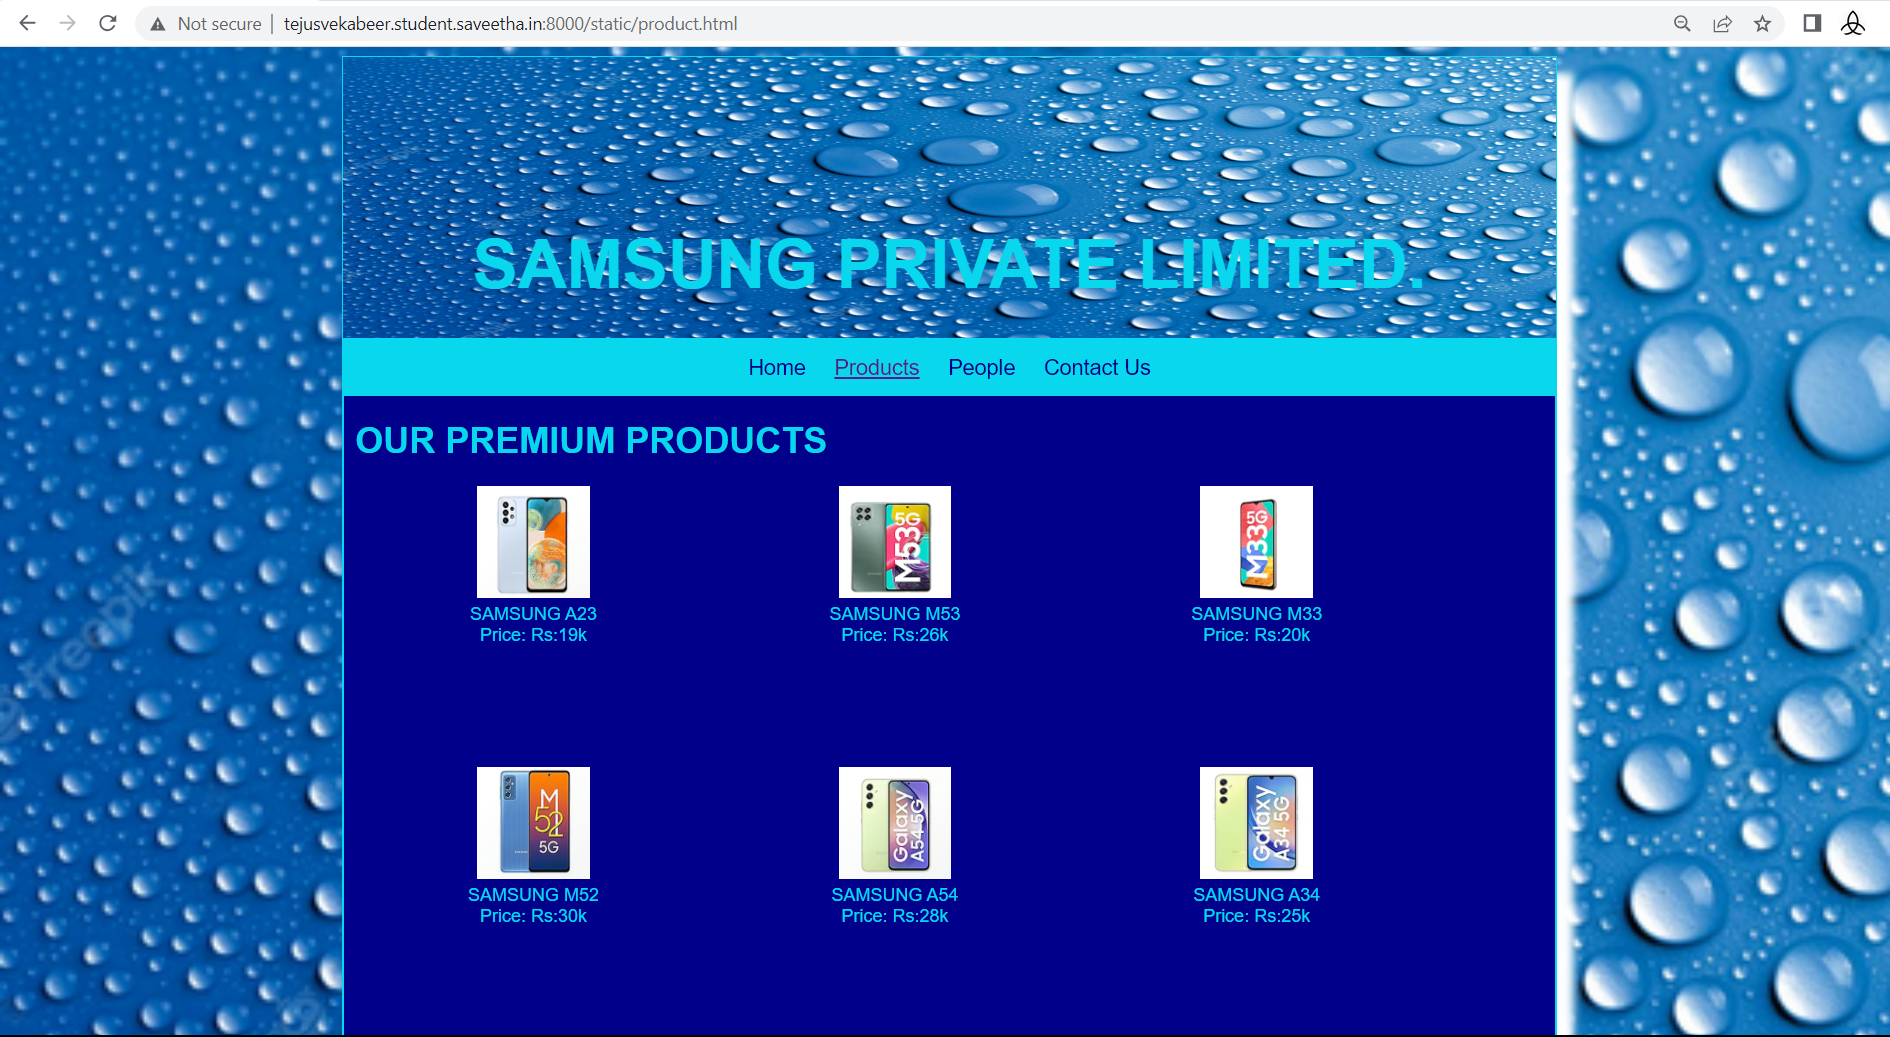 Not secure | tejusvekabeer.student.saveetha.in:8000/static/product.html
SAMSUNG PRIVATE LIMITED.
Home Products People Contact Us
OUR PREMIUM PRODUCTS
5G
M53
5G
M33
SAMSUNG A23
SAMSUNG M53
SAMSUNG M33
Price: Rs:19k
Price: Rs:26k
Price: Rs:20k
M
52
5G
Galaxy
A54 5G
Galaxy
A34 5G
SAMSUNG M52
SAMSUNG A54
SAMSUNG A34
Price: Rs:30k
Price: Rs:28k
Price: Rs:25k
freepik